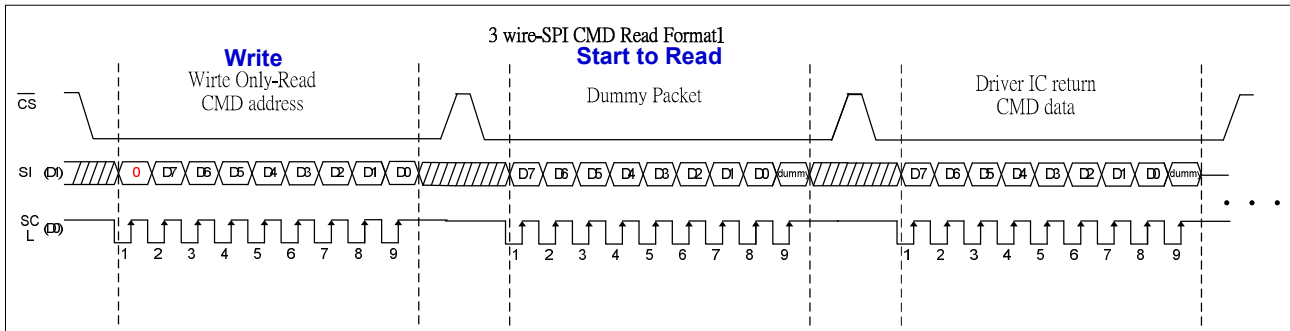 3 wire-SPI CMD Read Format1
Write
Start to Read
Wirte Only-Read
CMD address
Dummy Packet
Driver IC return
CMD data
CS
SI (D1) 0 D7 D6 D5 D4 D3 D2 D1 D0 D7 D6 D5 D4 D3 D2 D1 D0 dummy D7 D6 D5 D4 D3 D2 D1 D0 dummy
. . .
SC (D0)
L
1 2 3 4 5 6 7 8 9 1 2 3 4 5 6 7 8 9 1 2 3 4 5 6 7 8 9